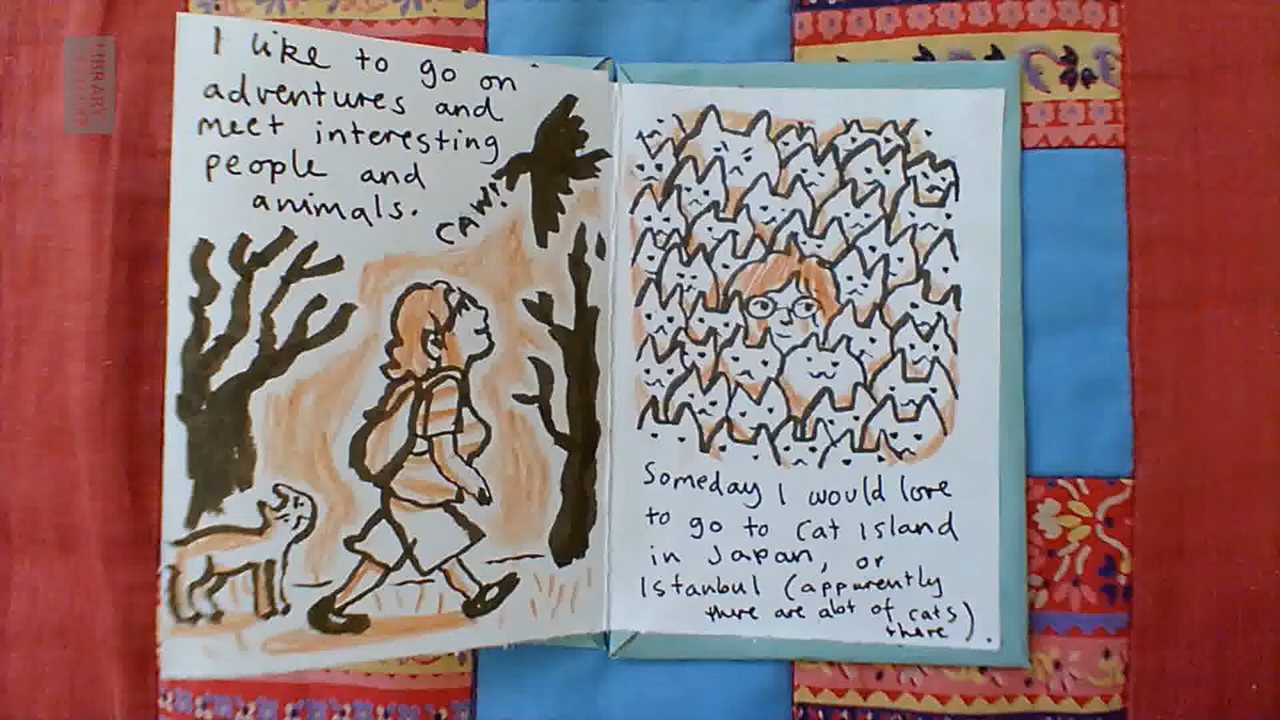 I like to go on
adventures and
meet interesting
people and
animals.
CAW!
Someday I would love
to go to Cat Island
in Japan, or
Istanbul (apparently
there are alot of cats)
there .
LIBRARY